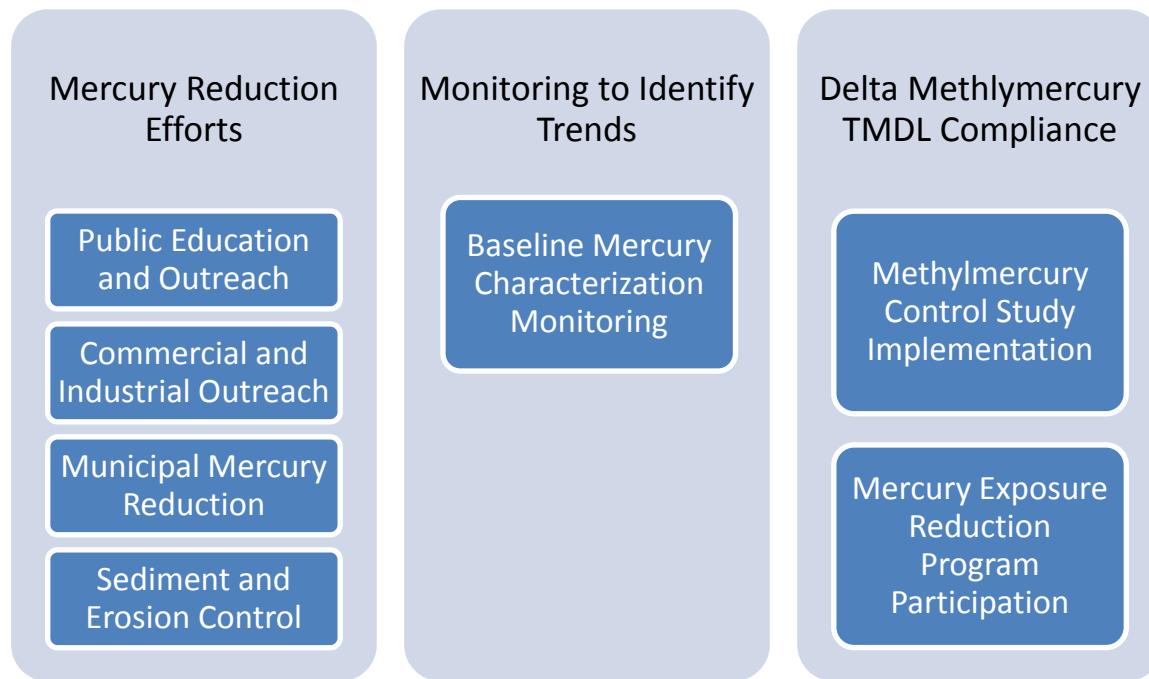 Mercury Reduction
Efforts
Public Education
and Outreach
Commercial and
Industrial Outreach
Municipal Mercury
Reduction
Sediment and
Erosion Control
Monitoring to Identify
Trends
Baseline Mercury
Characterization
Monitoring
Delta Methlymercury
TMDL Compliance
Methylmercury
Control Study
Implementation
Mercury Exposure
Reduction
Program
Participation